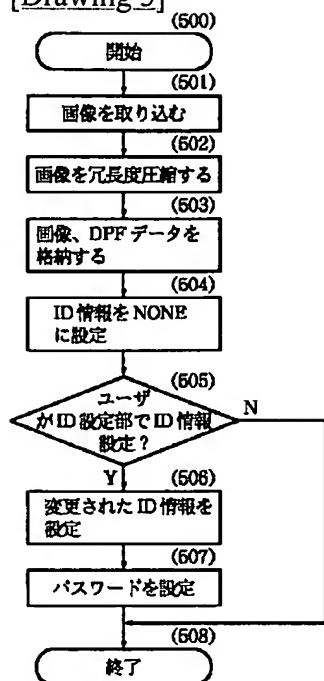 [Drawing 5]
(500)
開始
(501)
画像を取り込む
(502)
画像を冗長度圧縮する
(503)
画像、DPFデータを
格納する
(504)
ID情報をNONE
に設定
(505)
ユーザ
がID設定部でID情報
設定?
N
Y
(506)
変更されたID情報を
設定
(507)
パスワードを設定
(508)
終了